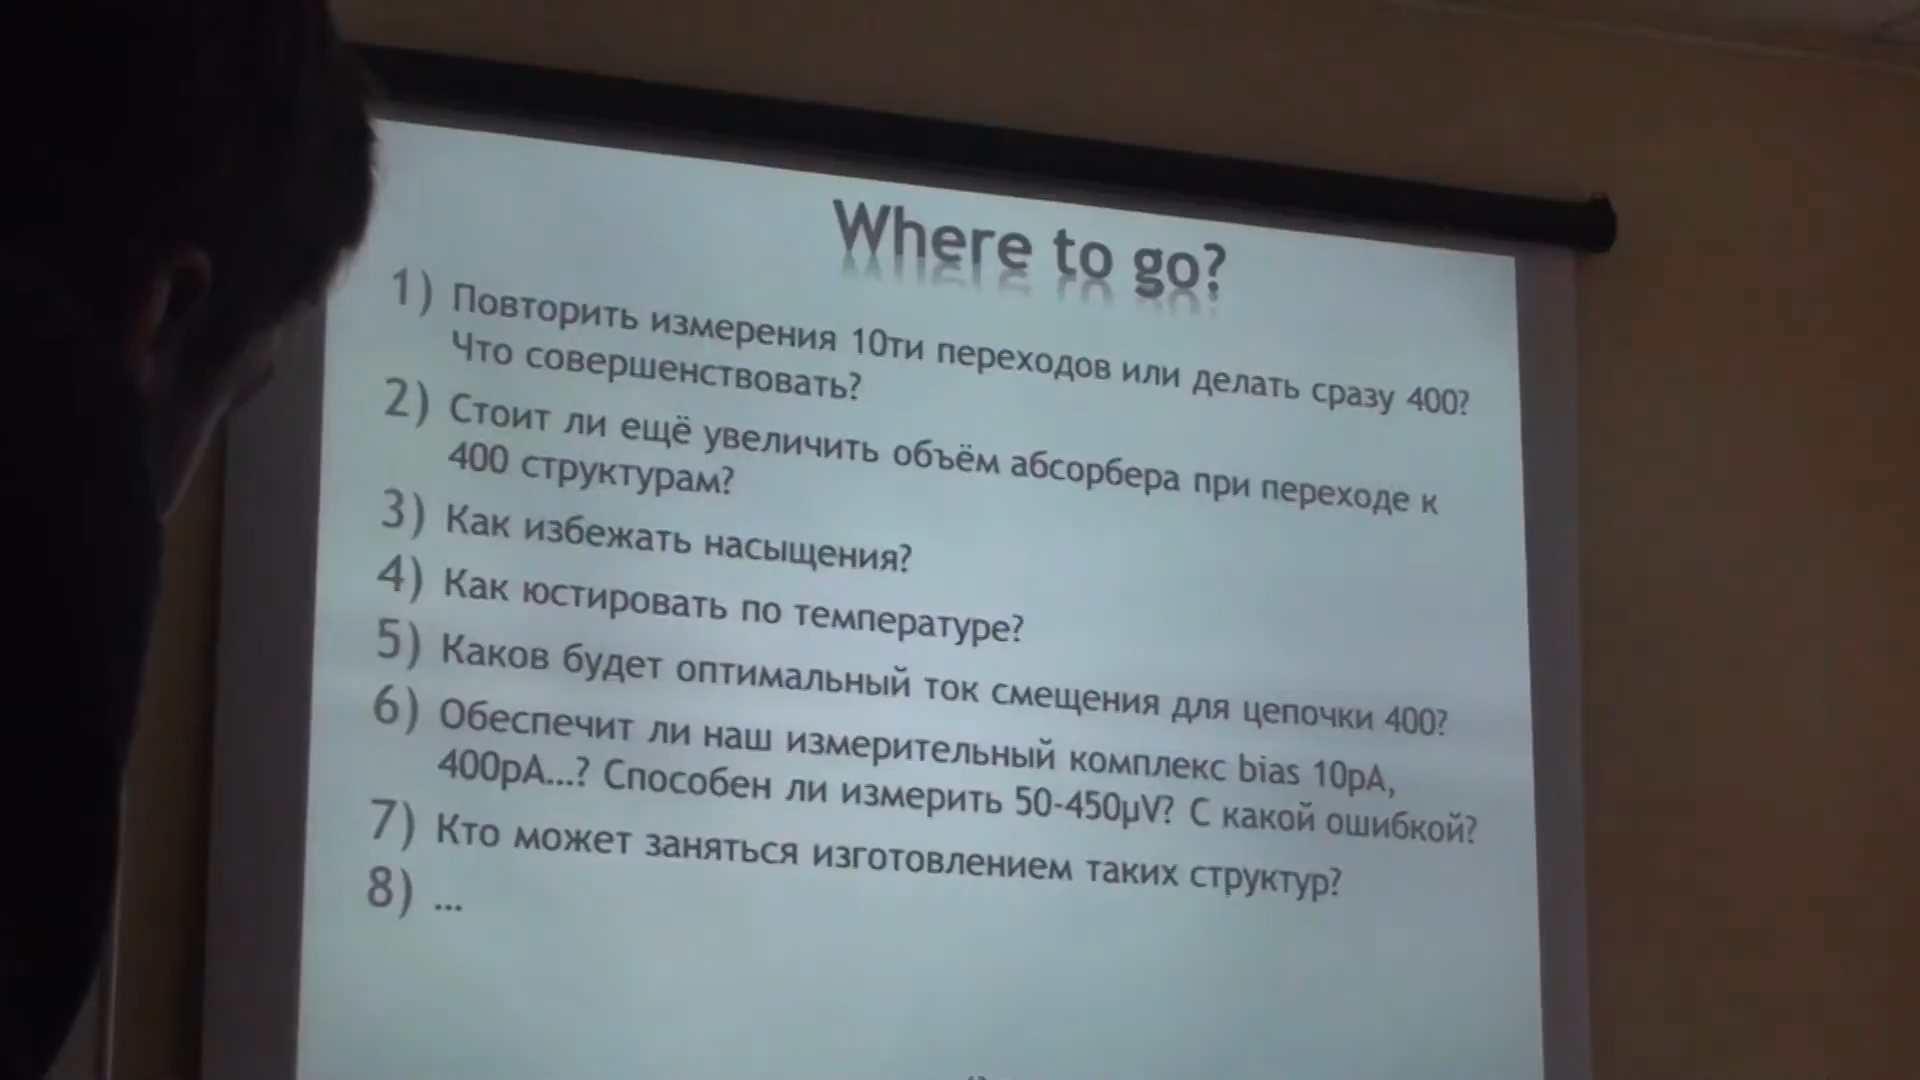 Where to go?
1) Повторить измерения 10ти переходов или делать сразу 400?
Что совершенствовать?
2) Стоит ли ещё увеличить объём абсорбера при переходе к
400 структурам?
3) Как избежать насыщения?
4) Как юстировать по температуре?
5) Каков будет оптимальный ток смещения для цепочки 400?
6) Обеспечит ли наш измерительный комплекс bias 10pA,
400pA...? Способен ли измерить 50-450µV? С какой ошибкой?
7) Кто может заняться изготовлением таких структур?
8) ...